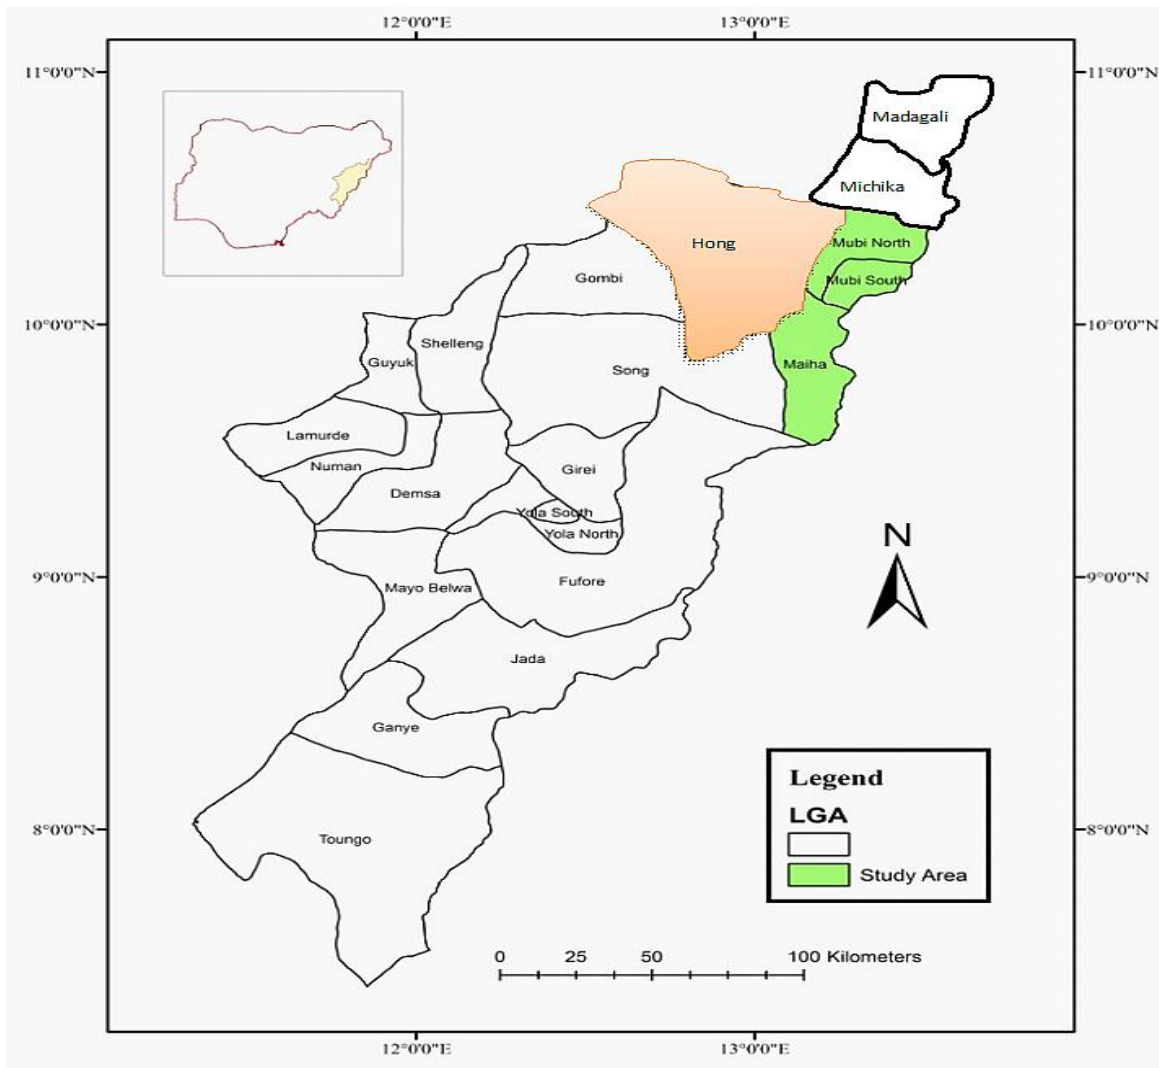 12°0'0"E
13°0'0"E
11°0'0"N
11°0'0"N
Madagali
Michika
Hong
Mubi North
Gombi
Mubi South
10°0'0"N
10°0'0"N
Shelleng
Guyuk
Song
Maiha
Lamurde
Numan
Girei
Demsa
Yola South
Yola North
N
9°0'0"N
9°0'0"N
Mayo Belwa
Fufore
Jada
Ganye
Legend
LGA
8°0'0"N
8°0'0"N
Toungo
Study Area
0 25 50 100 Kilometers
12°0'0"E
13°0'0"E